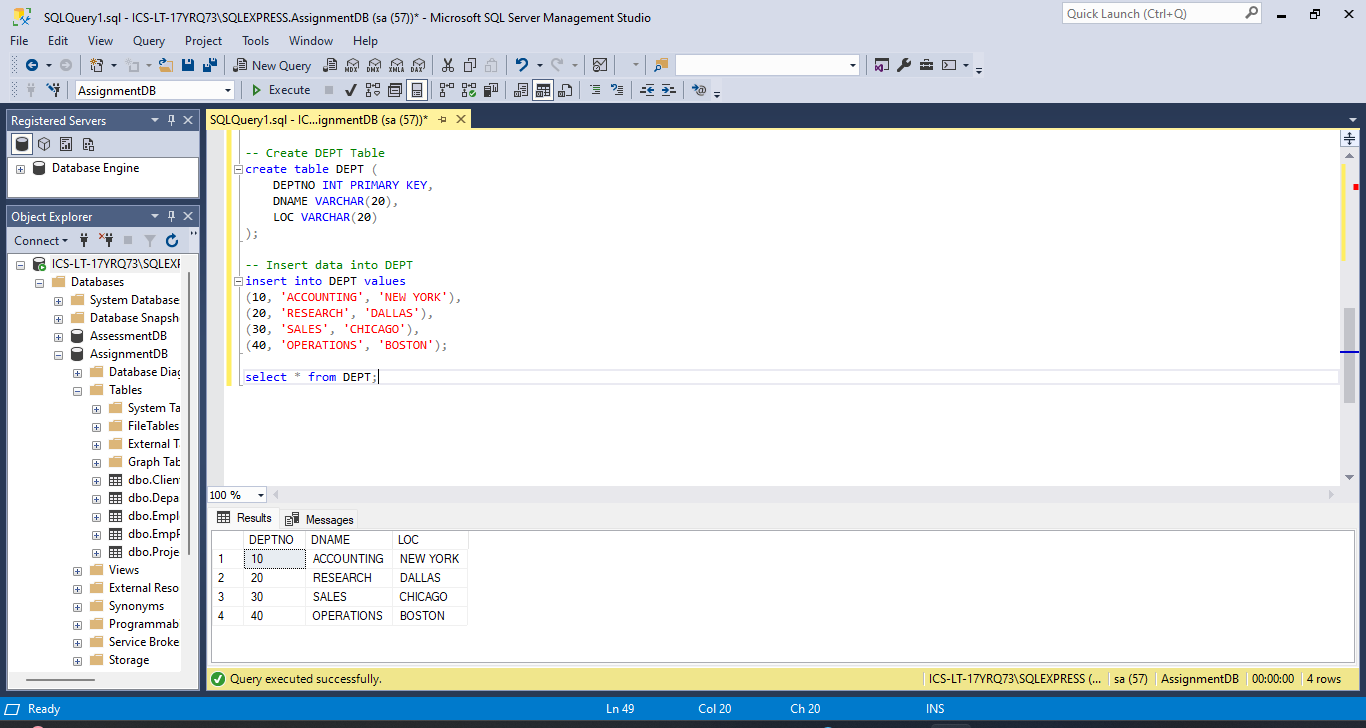 SQLQuery1.sql - ICS-LT-17YRQ73\SQLEXPRESS.AssignmentDB (sa (57))* - Microsoft SQL Server Management Studio
Quick Launch (Ctrl+Q)
File Edit View Query Project Tools Window Help
New Query MDX DMX XMLA DAX
AssignmentDB Execute
Registered Servers
Database Engine
Object Explorer
Connect
ICS-LT-17YRQ73\SQLEXF
Databases
System Database
Database Snapsh
AssessmentDB
AssignmentDB
Database Diag
Tables
System Ta
FileTables
External T
Graph Tab
dbo.Clien
dbo.Depa
dbo.Empl
dbo.EmpF
dbo.Proje
Views
External Reso
Synonyms
Programmab
Service Broke
Storage
SQLQuery1.sql - IC...ignmentDB (sa (57))*
-- Create DEPT Table
create table DEPT (
DEPTNO INT PRIMARY KEY,
DNAME VARCHAR(20),
LOC VARCHAR(20)
);
-- Insert data into DEPT
insert into DEPT values
(10, 'ACCOUNTING', 'NEW YORK'),
(20, 'RESEARCH', 'DALLAS'),
(30, 'SALES', 'CHICAGO'),
(40, 'OPERATIONS', 'BOSTON');
select * from DEPT;
100 %
Results Messages
DEPTNO DNAME LOC
1 10 ACCOUNTING NEW YORK
2 20 RESEARCH DALLAS
3 30 SALES CHICAGO
4 40 OPERATIONS BOSTON
Query executed successfully. ICS-LT-17YRQ73\SQLEXPRESS (... sa (57) AssignmentDB 00:00:00 4 rows
Ready Ln 49 Col 20 Ch 20 INS